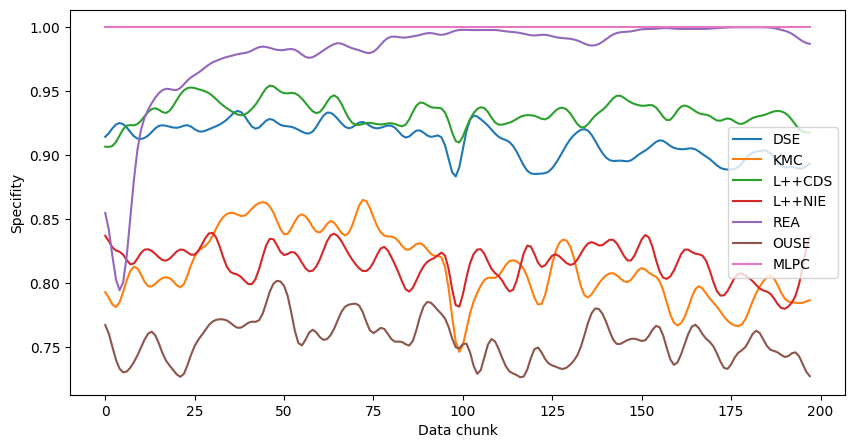 1.00
0.95
0.90
0.85
0.80
0.75
Specifity
0
25
50
75
100
125
150
175
200
Data chunk
DSE
KMC
L++CDS
L++NIE
REA
OUSE
MLPC